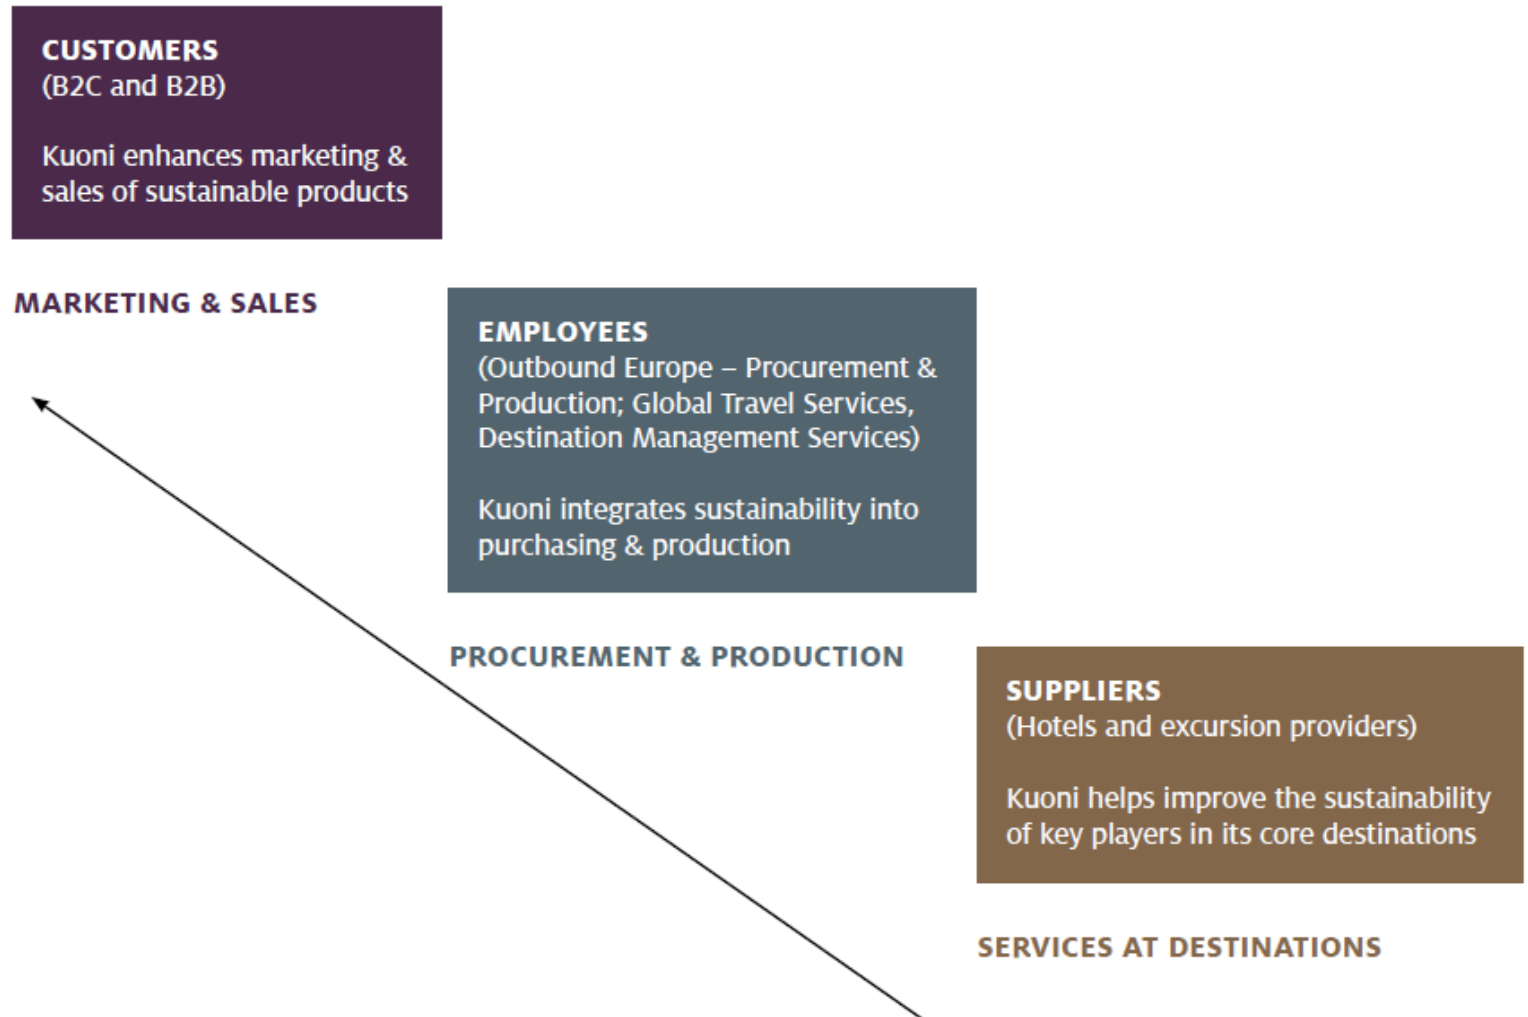 CUSTOMERS
(B2C and B2B)
Kuoni enhances marketing &
sales of sustainable products
MARKETING & SALES
EMPLOYEES
(Outbound Europe – Procurement &
Production; Global Travel Services,
Destination Management Services)
Kuoni integrates sustainability into
purchasing & production
PROCUREMENT & PRODUCTION
SUPPLIERS
(Hotels and excursion providers)
Kuoni helps improve the sustainability
of key players in its core destinations
SERVICES AT DESTINATIONS